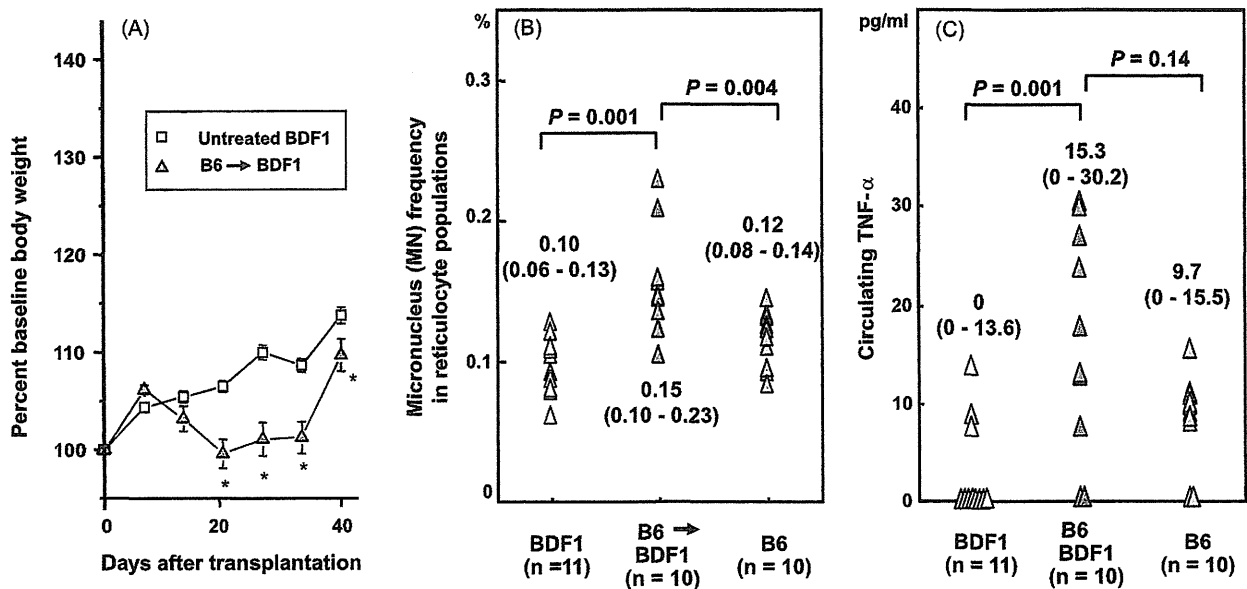 (A)
Percent baseline body weight
140
130
120
110
100
Untreated BDF1
B6 → BDF1
*
*
*
*
0
20
40
Days after transplantation
(B)
%
Micronucleus (MN) frequency
in reticulocyte populations
0.3
0.2
0.1
0
P = 0.001
P = 0.004
0.10
(0.06 - 0.13)
0.15
(0.10 - 0.23)
0.12
(0.08 - 0.14)
BDF1
(n =11)
B6 →
BDF1
(n = 10)
B6
(n = 10)
(C)
pg/ml
Circulating TNF-α
40
30
20
10
0
P = 0.001
P = 0.14
0
(0 - 13.6)
15.3
(0 - 30.2)
9.7
(0 - 15.5)
BDF1
(n = 11)
B6
BDF1
(n = 10)
B6
(n = 10)